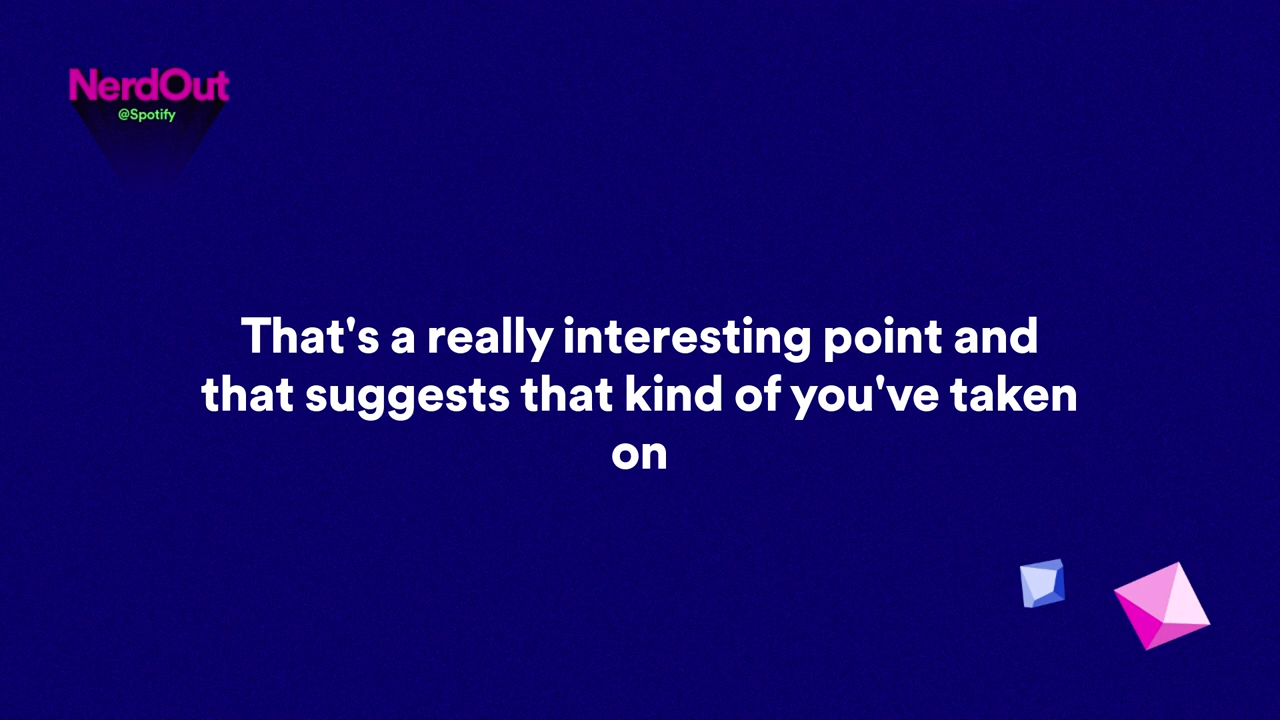 NerdOut
@Spotify
That's a really interesting point and
that suggests that kind of you've taken
on